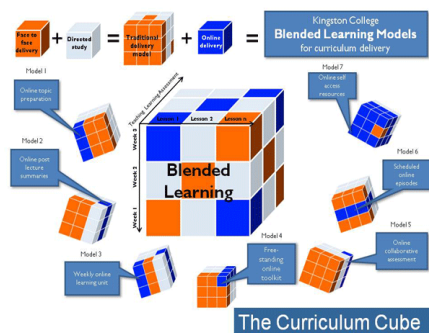 Face to
face
delivery
+
Directed
study
=
Traditional
delivery
model
+
Online
delivery
=
Kingston College
Blended Learning Models
for curriculum delivery
Model 1
Online topic
preparation
Model 2
Online post
lecture
summaries
Model 3
Weekly online
learning unit
Teaching Learning Assessment
Lesson 1
Lesson 2
Lesson n
Week 3
Week 2
Week 1
Blended
Learning
Model 4
Free-
standing
online
toolkit
Model 7
Online self
access
resources
Model 6
Scheduled
online
episodes
Model 5
Online
collaborative
assessment
The Curriculum Cube